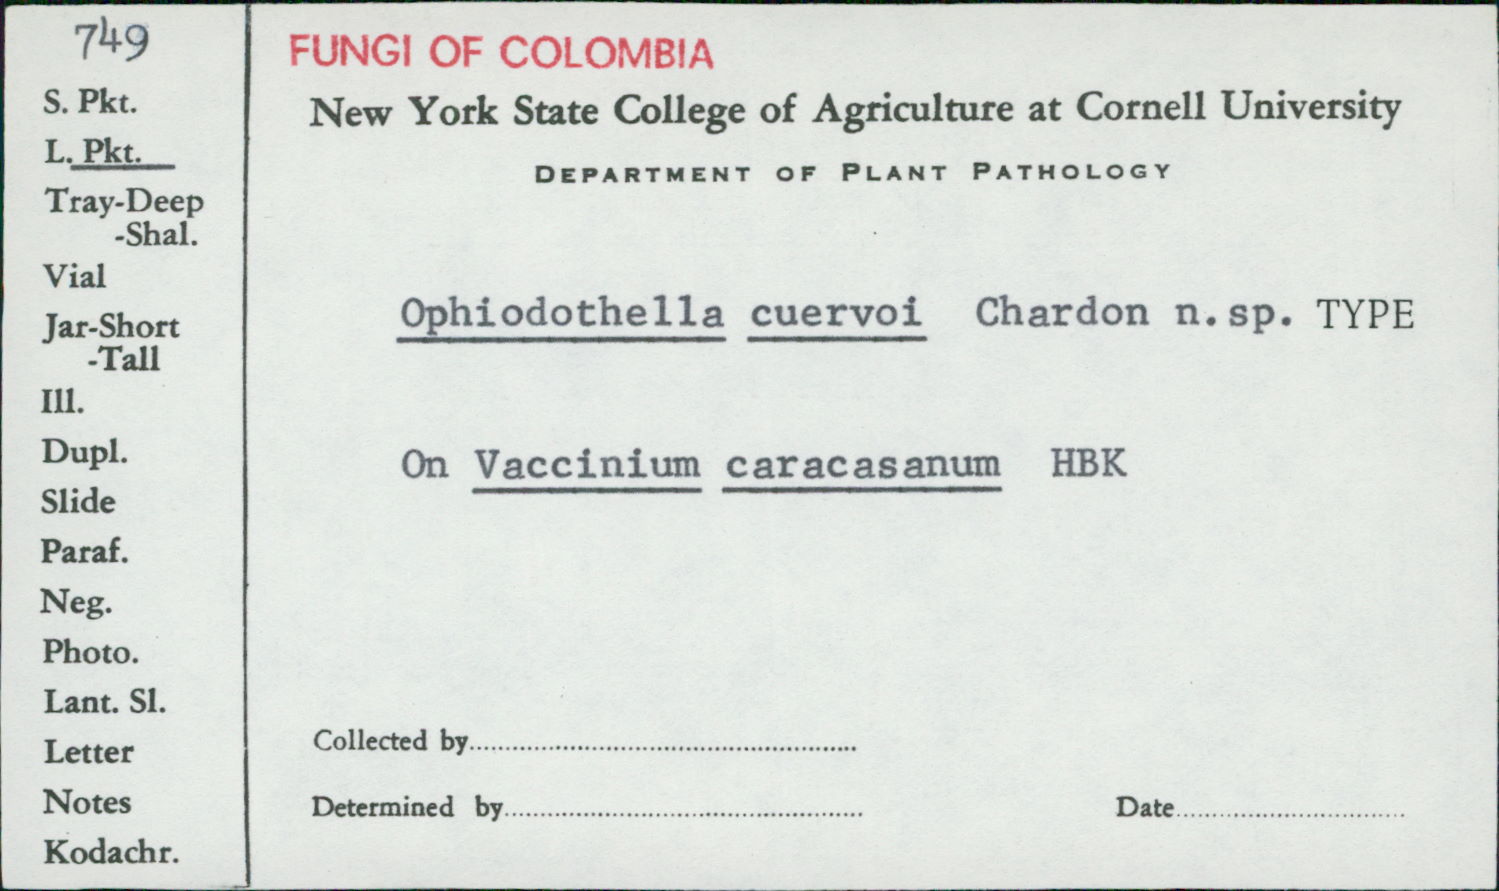 749
S. Pkt.
L. Pkt.
Tray-Deep
-Shal.
Vial
Jar-Short
-Tall
Ill.
Dupl.
Slide
Paraf.
Neg.
Photo.
Lant. Sl.
Letter
Notes
Kodachr.
FUNGI OF COLOMBIA
New York State College of Agriculture at Cornell University
DEPARTMENT OF PLANT PATHOLOGY
Ophiodothella cuervoi Chardon n.sp. TYPE
On Vaccinium caracasanum HBK
Collected by
Determined by
Date